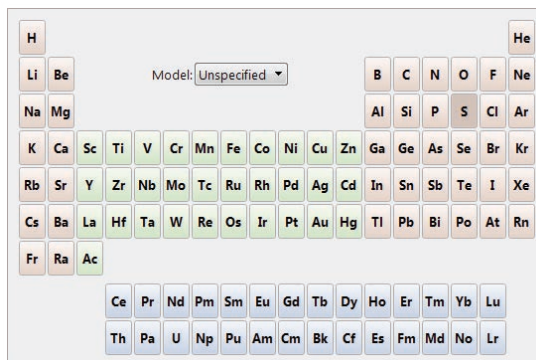 H He
Li Be Model: Unspecified B C N O F Ne
Na Mg Al Si P S Cl Ar
K Ca Sc Ti V Cr Mn Fe Co Ni Cu Zn Ga Ge As Se Br Kr
Rb Sr Y Zr Nb Mo Tc Ru Rh Pd Ag Cd In Sn Sb Te I Xe
Cs Ba La Hf Ta W Re Os Ir Pt Au Hg Tl Pb Bi Po At Rn
Fr Ra Ac
Ce Pr Nd Pm Sm Eu Gd Tb Dy Ho Er Tm Yb Lu
Th Pa U Np Pu Am Cm Bk Cf Es Fm Md No Lr